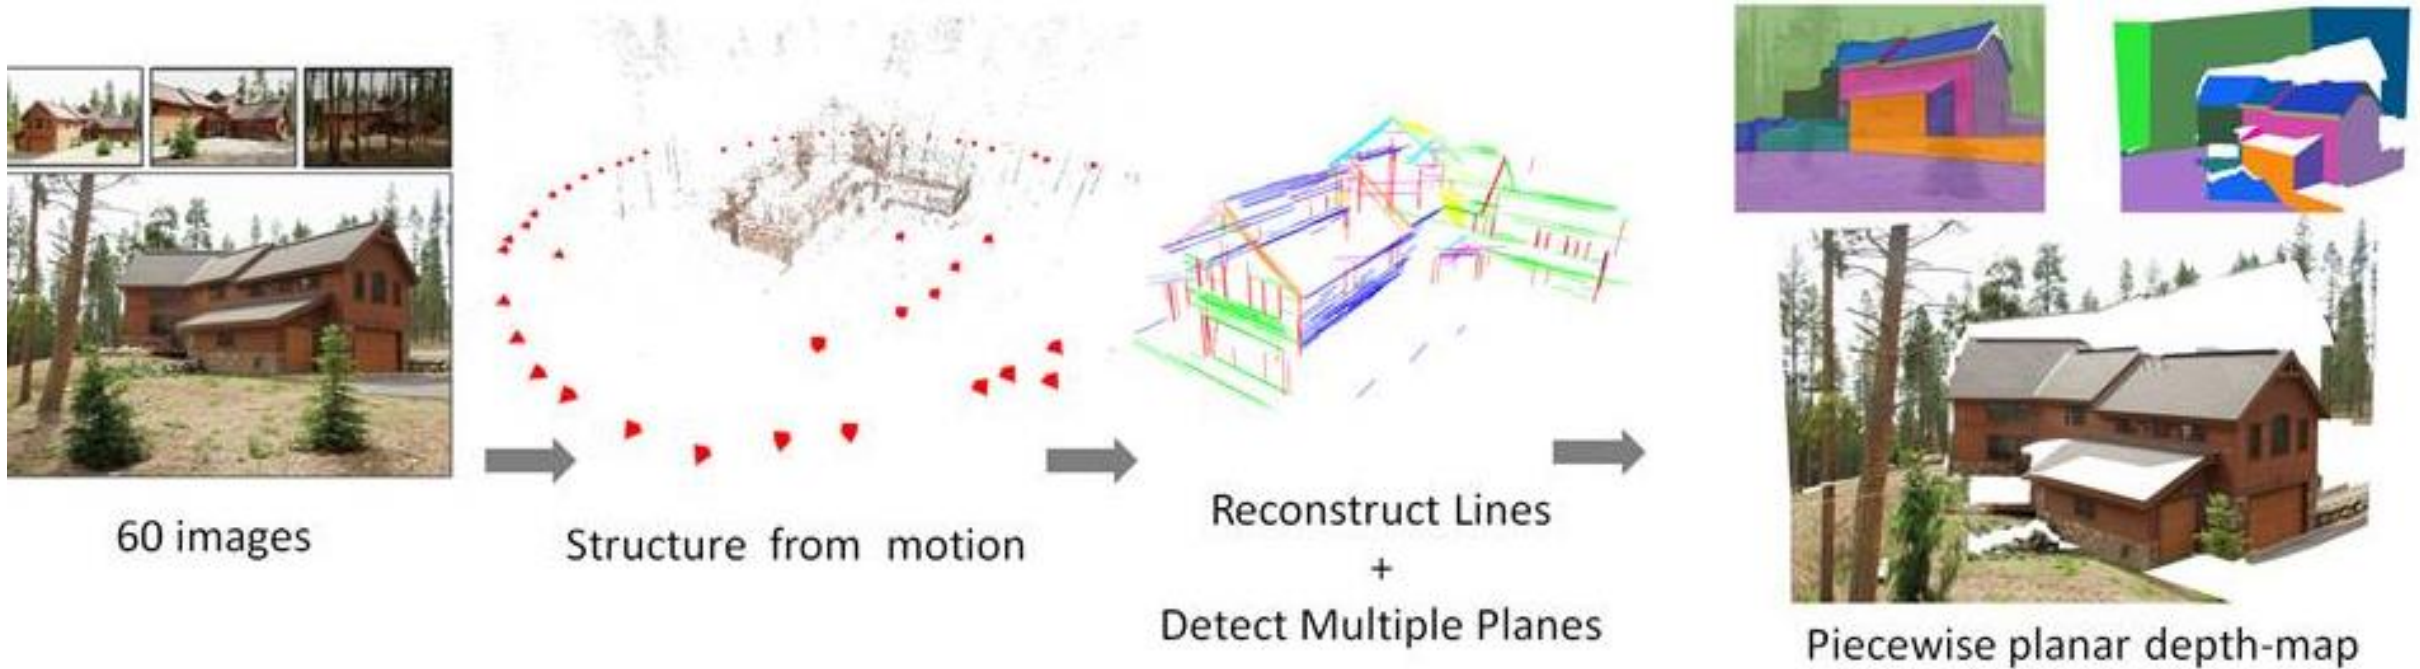 60 images
Structure from motion
Reconstruct Lines
+
Detect Multiple Planes
Piecewise planar depth-map